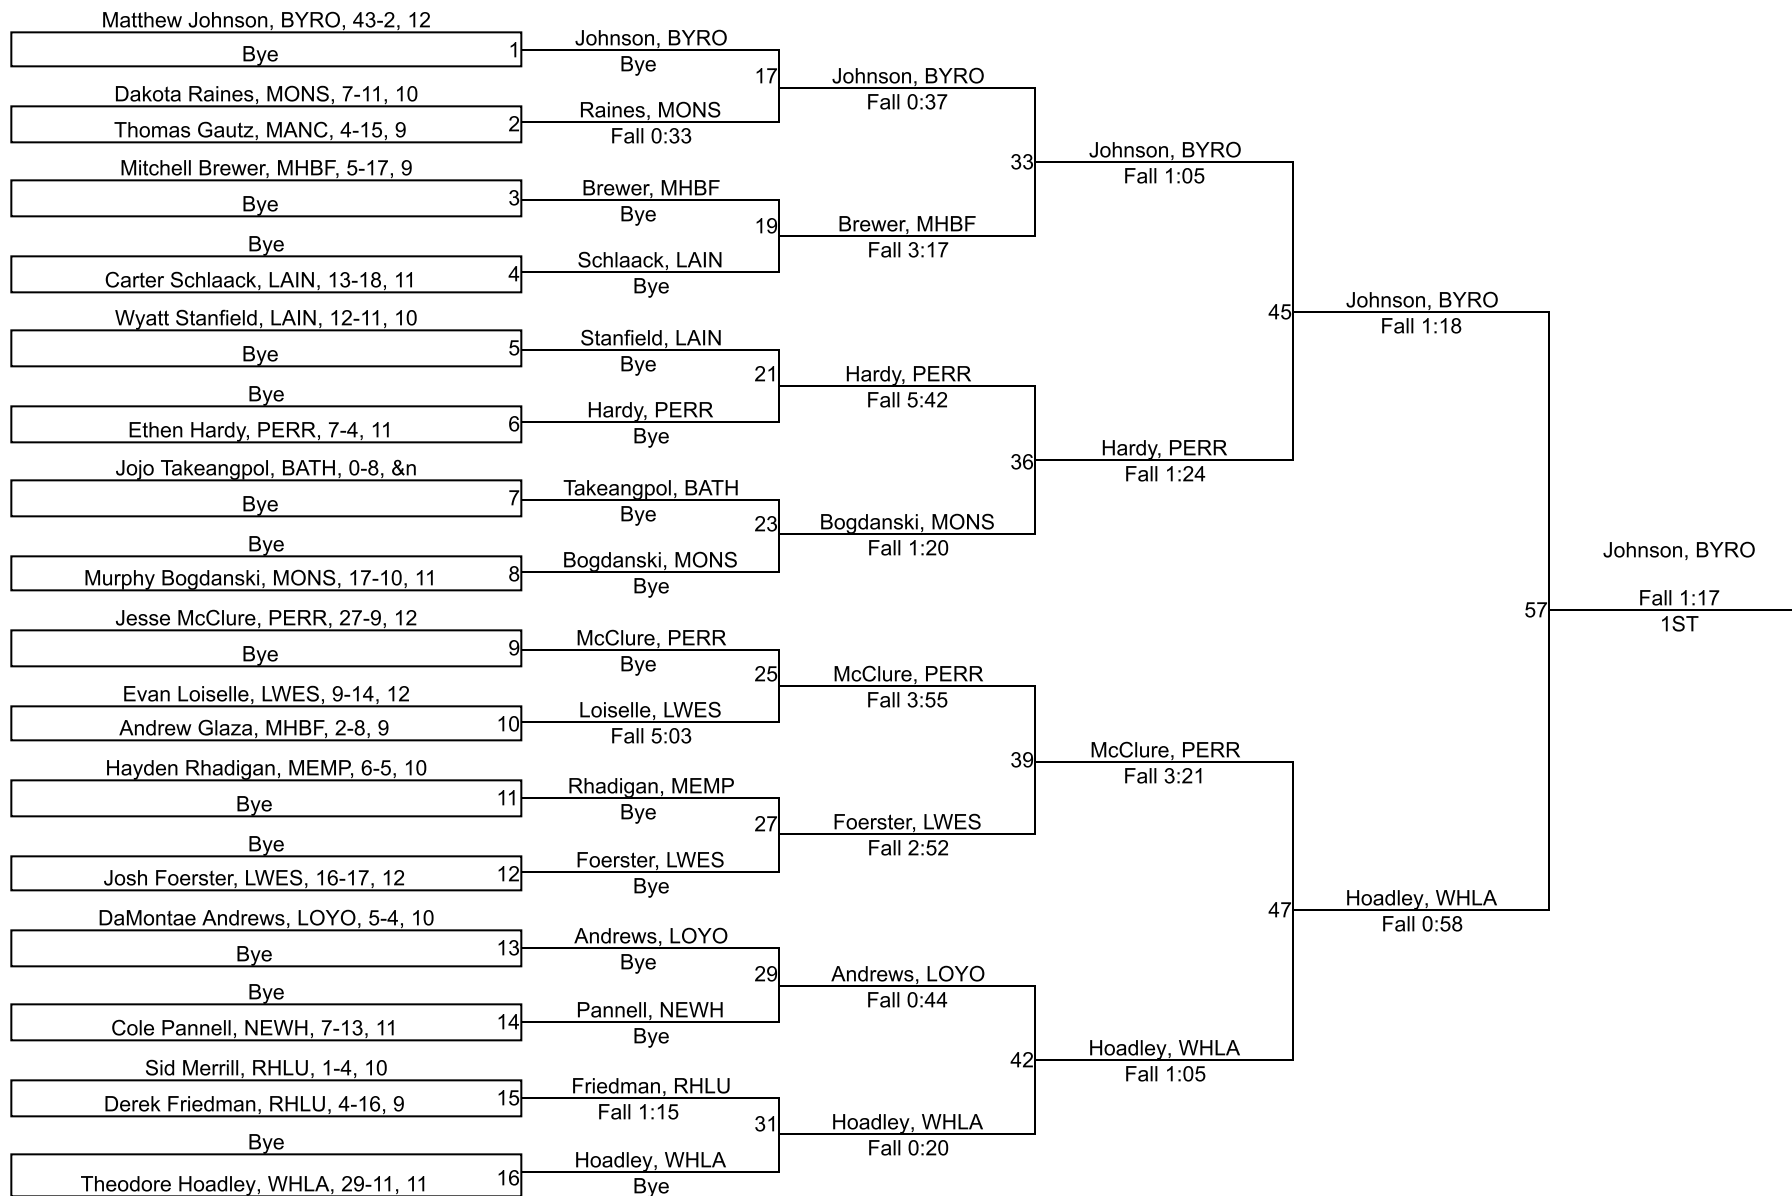 Matthew Johnson, BYRO, 43-2, 12
Bye
1
Dakota Raines, MONS, 7-11, 10
Thomas Gautz, MANC, 4-15, 9
2
Mitchell Brewer, MHBF, 5-17, 9
Bye
3
Bye
Carter Schlaack, LAIN, 13-18, 11
4
Wyatt Stanfield, LAIN, 12-11, 10
Bye
5
Bye
Ethen Hardy, PERR, 7-4, 11
6
Jojo Takeangpol, BATH, 0-8, &n
Bye
7
Bye
Murphy Bogdanski, MONS, 17-10, 11
8
Jesse McClure, PERR, 27-9, 12
Bye
9
Evan Loiselle, LWES, 9-14, 12
Andrew Glaza, MHBF, 2-8, 9
10
Hayden Rhadigan, MEMP, 6-5, 10
Bye
11
Bye
Josh Foerster, LWES, 16-17, 12
12
DaMontae Andrews, LOYO, 5-4, 10
Bye
13
Bye
Cole Pannell, NEWH, 7-13, 11
14
Sid Merrill, RHLU, 1-4, 10
Derek Friedman, RHLU, 4-16, 9
15
Bye
Theodore Hoadley, WHLA, 29-11, 11
16
Johnson, BYRO
Bye
17
Raines, MONS
Fall 0:33
Brewer, MHBF
Bye
19
Schlaack, LAIN
Bye
Stanfield, LAIN
Bye
21
Hardy, PERR
Bye
Takeangpol, BATH
Bye
23
Bogdanski, MONS
Bye
McClure, PERR
Bye
25
Loiselle, LWES
Fall 5:03
Rhadigan, MEMP
Bye
27
Foerster, LWES
Bye
Andrews, LOYO
Bye
29
Pannell, NEWH
Bye
Friedman, RHLU
Fall 1:15
31
Hoadley, WHLA
Bye
Johnson, BYRO
Fall 0:37
33
Brewer, MHBF
Fall 3:17
Hardy, PERR
Fall 5:42
36
Bogdanski, MONS
Fall 1:20
McClure, PERR
Fall 3:55
39
Foerster, LWES
Fall 2:52
Andrews, LOYO
Fall 0:44
42
Hoadley, WHLA
Fall 0:20
Johnson, BYRO
Fall 1:05
45
Hardy, PERR
Fall 1:24
McClure, PERR
Fall 3:21
47
Hoadley, WHLA
Fall 1:05
Johnson, BYRO
Fall 1:18
57
Hoadley, WHLA
Fall 0:58
Johnson, BYRO
Fall 1:17
1ST